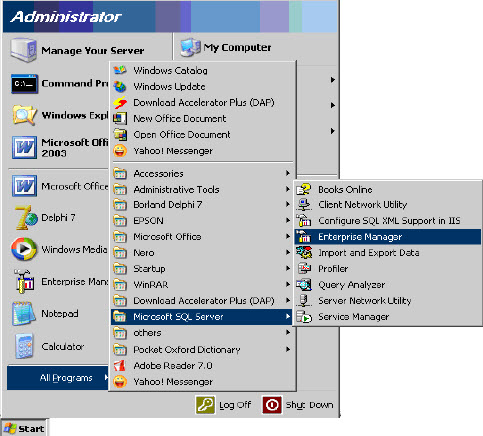 Administrator
Manage Your Server
My Computer
Command Pr
Windows Expl
Microsoft Offi
2003
Microsoft Office
Delphi 7
Windows Media
Enterprise Mana
Notepad
Calculator
All Programs
Windows Catalog
Windows Update
Download Accelerator Plus (DAP)
New Office Document
Open Office Document
Yahoo! Messenger
Accessories
Administrative Tools
Borland Delphi 7
EPSON
Microsoft Office
Nero
Startup
WinRAR
Download Accelerator Plus (DAP)
Microsoft SQL Server
others
Pocket Oxford Dictionary
Adobe Reader 7.0
Yahoo! Messenger
Books Online
Client Network Utility
Configure SQL XML Support in IIS
Enterprise Manager
Import and Export Data
Profiler
Query Analyzer
Server Network Utility
Service Manager
Log Off
Shut Down
Start